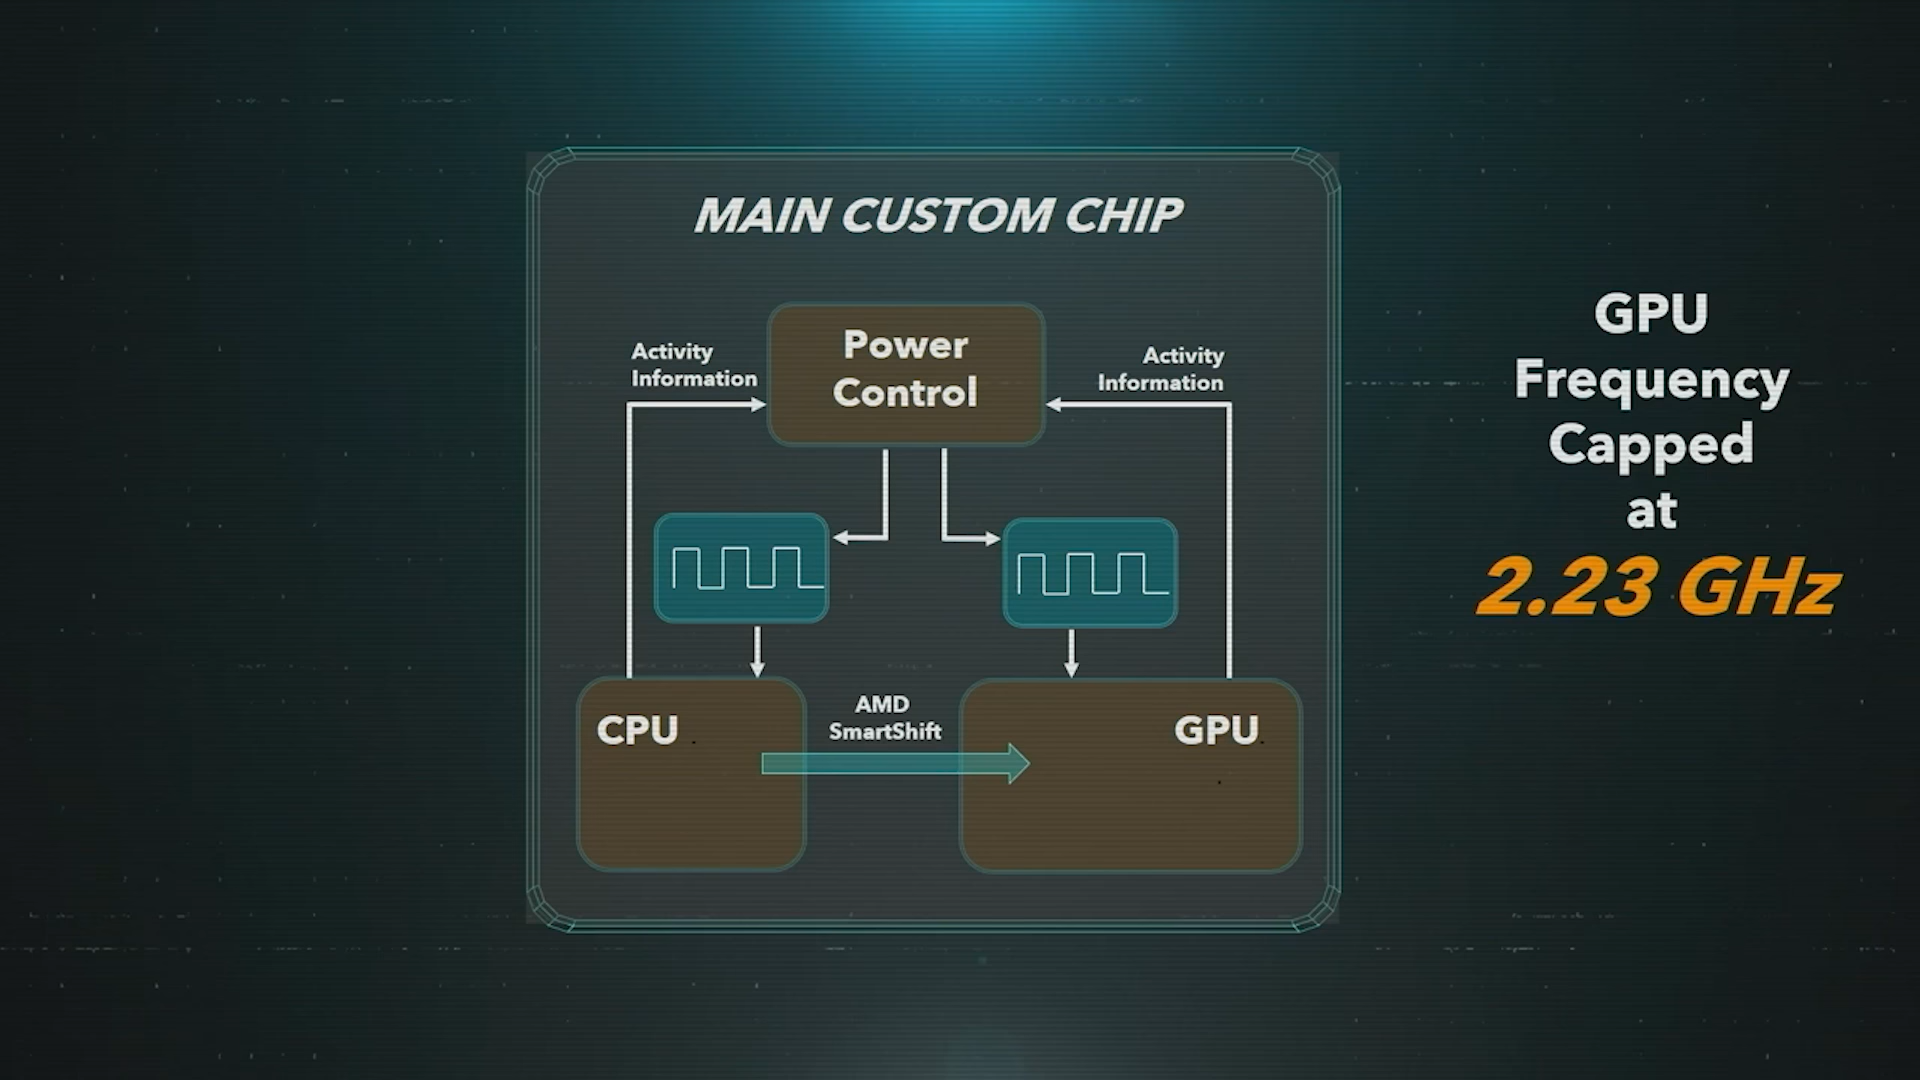 MAIN CUSTOM CHIP
Power
Control
Activity
Information
Activity
Information
CPU
AMD
SmartShift
GPU
GPU
Frequency
Capped
at
2.23 GHz